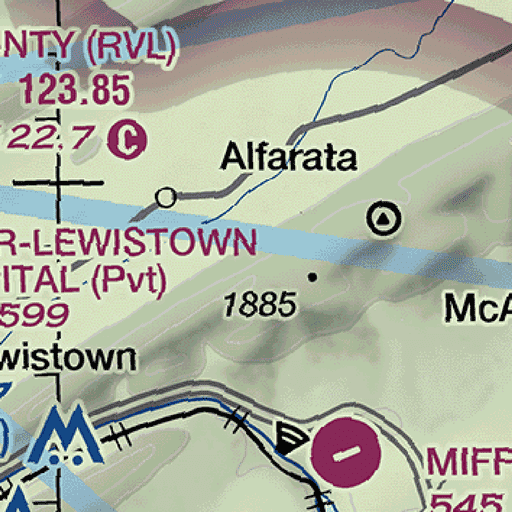 NTY (RVL)
123.85
22.7 C
Alfarata
R-LEWISTOWN
ITAL (Pvt)
599
1885
McA
wistown
MIFF
545